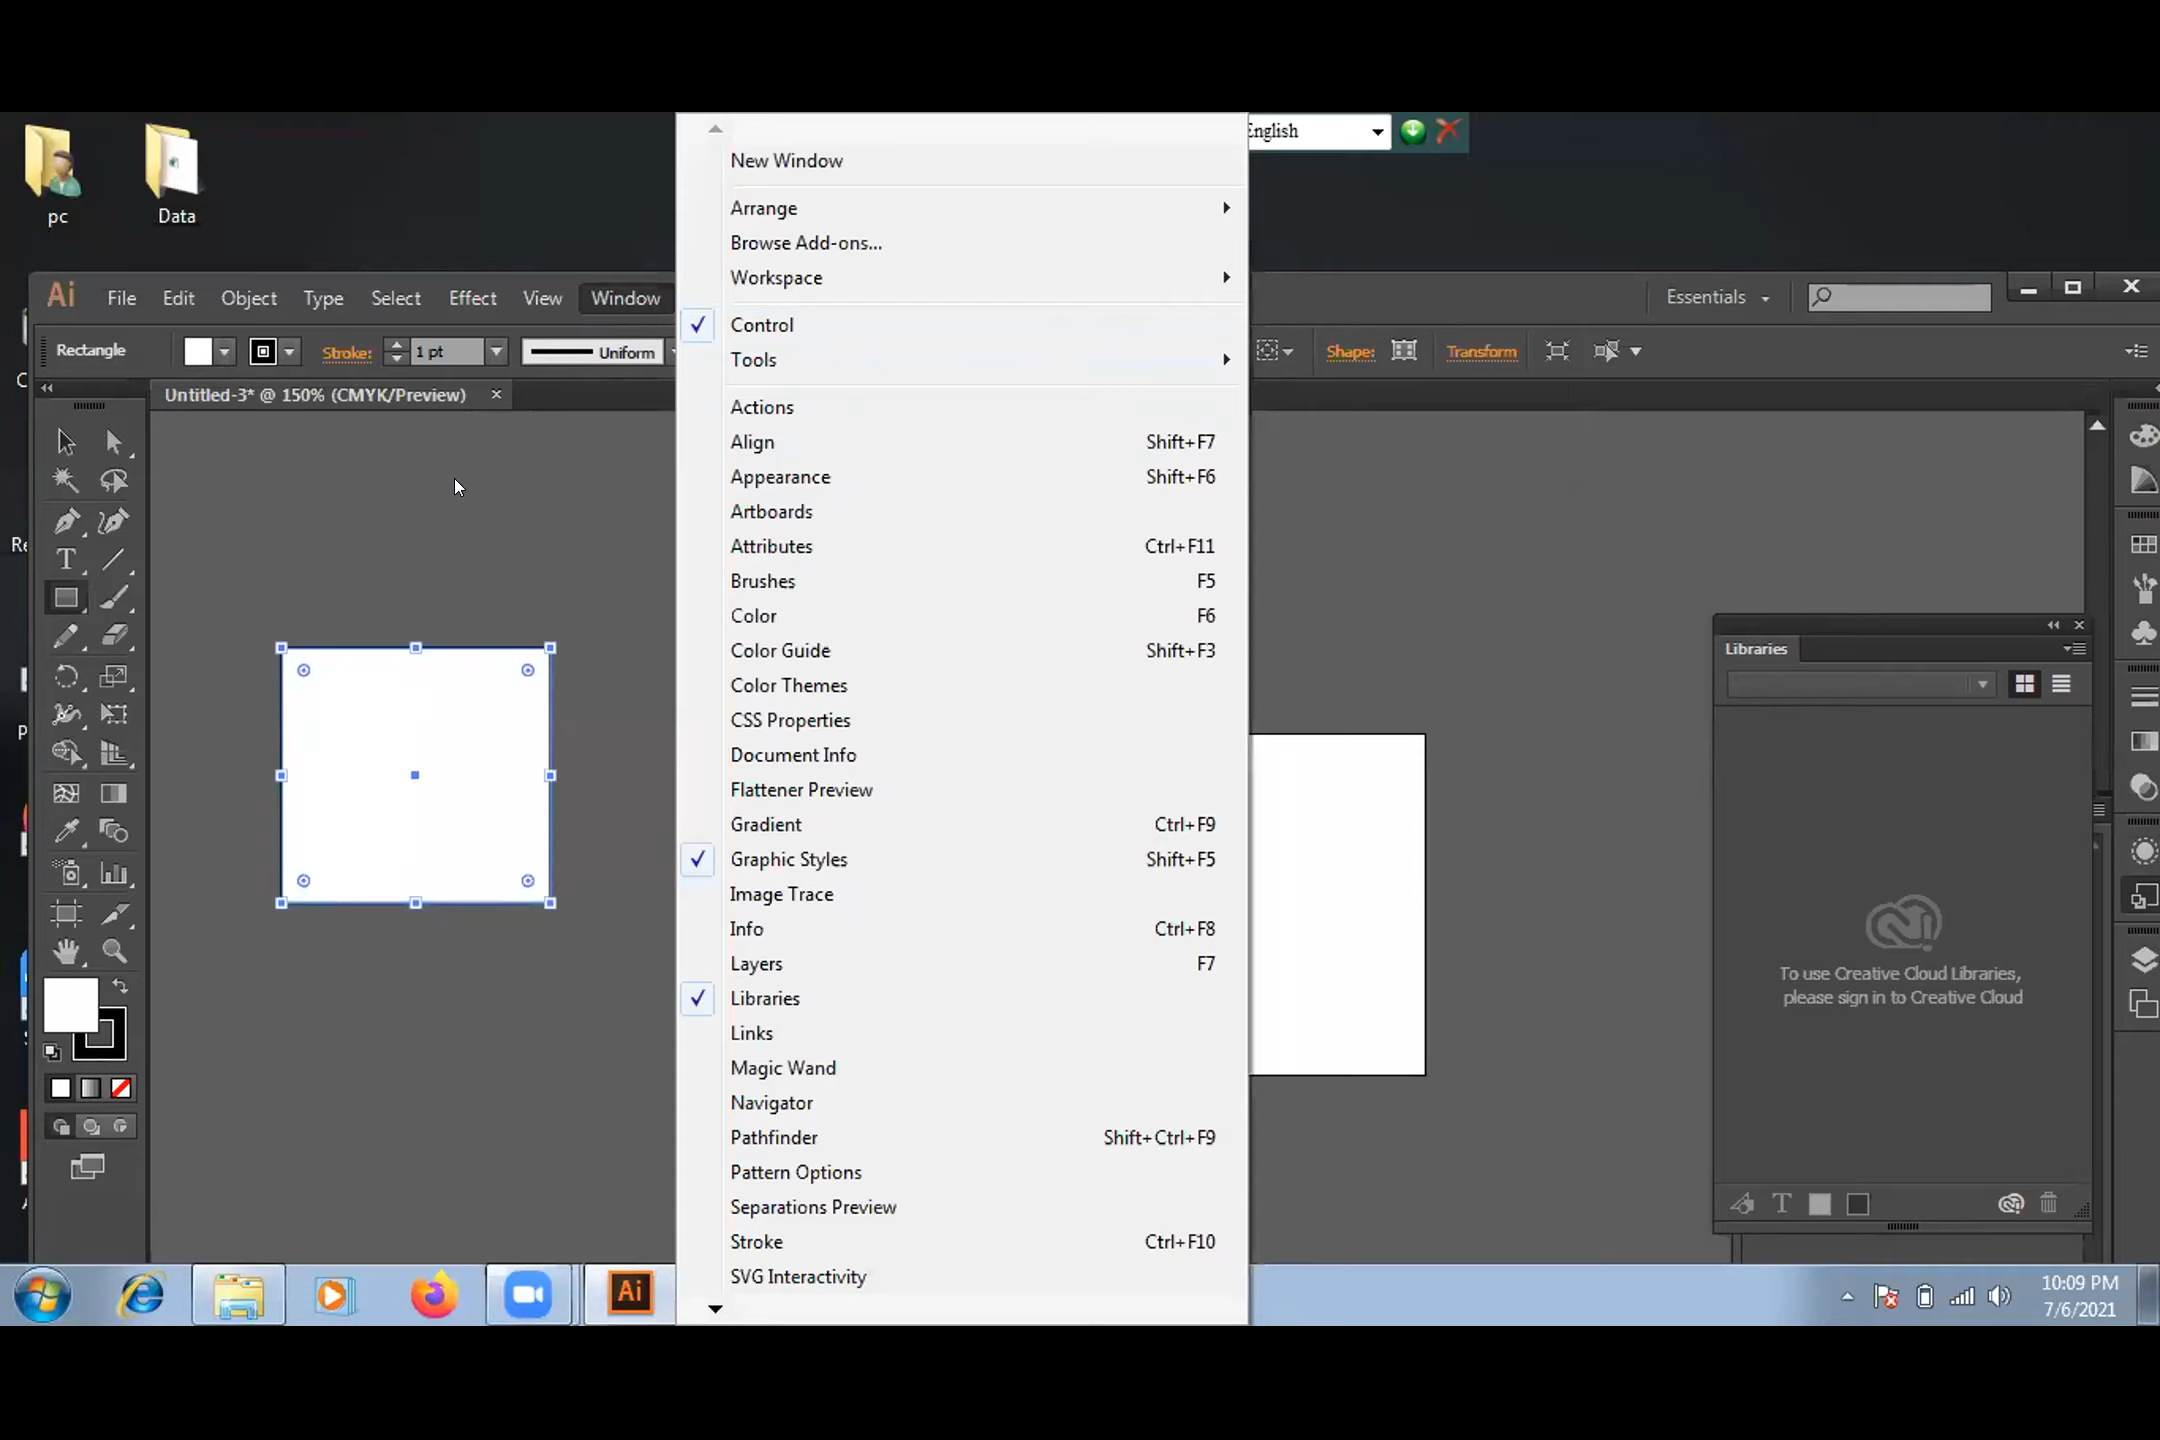 English
New Window
pc
Data
Arrange
Browse Add-ons...
Workspace
Ai File Edit Object Type Select Effect View Window
Essentials
Control
Rectangle
Stroke: 1 pt Uniform
Shape: Transform
Tools
Untitled-3* @ 150% (CMYK/Preview) ×
Actions
Align Shift+F7
Appearance Shift+F6
Artboards
Attributes Ctrl+F11
Brushes F5
Color F6
Color Guide Shift+F3
Libraries
Color Themes
CSS Properties
Document Info
Flattener Preview
Gradient Ctrl+F9
Graphic Styles Shift+F5
Image Trace
Info Ctrl+F8
Layers F7
To use Creative Cloud Libraries,
please sign in to Creative Cloud
Libraries
Links
Magic Wand
Navigator
Pathfinder Shift+Ctrl+F9
Pattern Options
Separations Preview
Stroke Ctrl+F10
SVG Interactivity
Ai
10:09 PM
7/6/2021